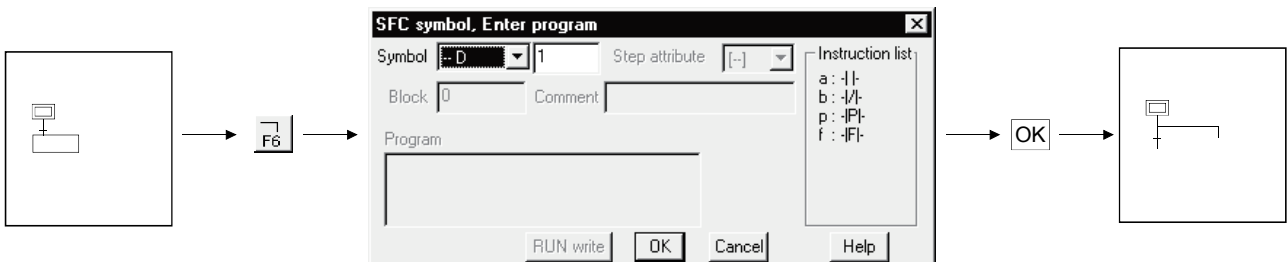 SFC symbol, Enter program
Symbol -- D 1 Step attribute [--]
Block 0 Comment
Program
Instruction list
a : -| |-
b : -|/|-
p : -|P|-
f : -|F|-
RUN write OK Cancel Help
F6
OK